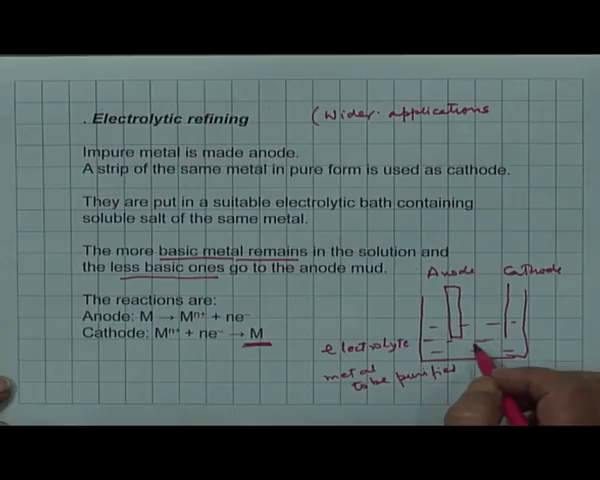 . Electrolytic refining
(Wider applications
Impure metal is made anode.
A strip of the same metal in pure form is used as cathode.
They are put in a suitable electrolytic bath containing
soluble salt of the same metal.
The more basic metal remains in the solution and
the less basic ones go to the anode mud.
Anode Cathode
The reactions are:
Anode: M → Mⁿ⁺ + ne⁻
Cathode: Mⁿ⁺ + ne⁻ → M
electrolyte
metal
to be purified